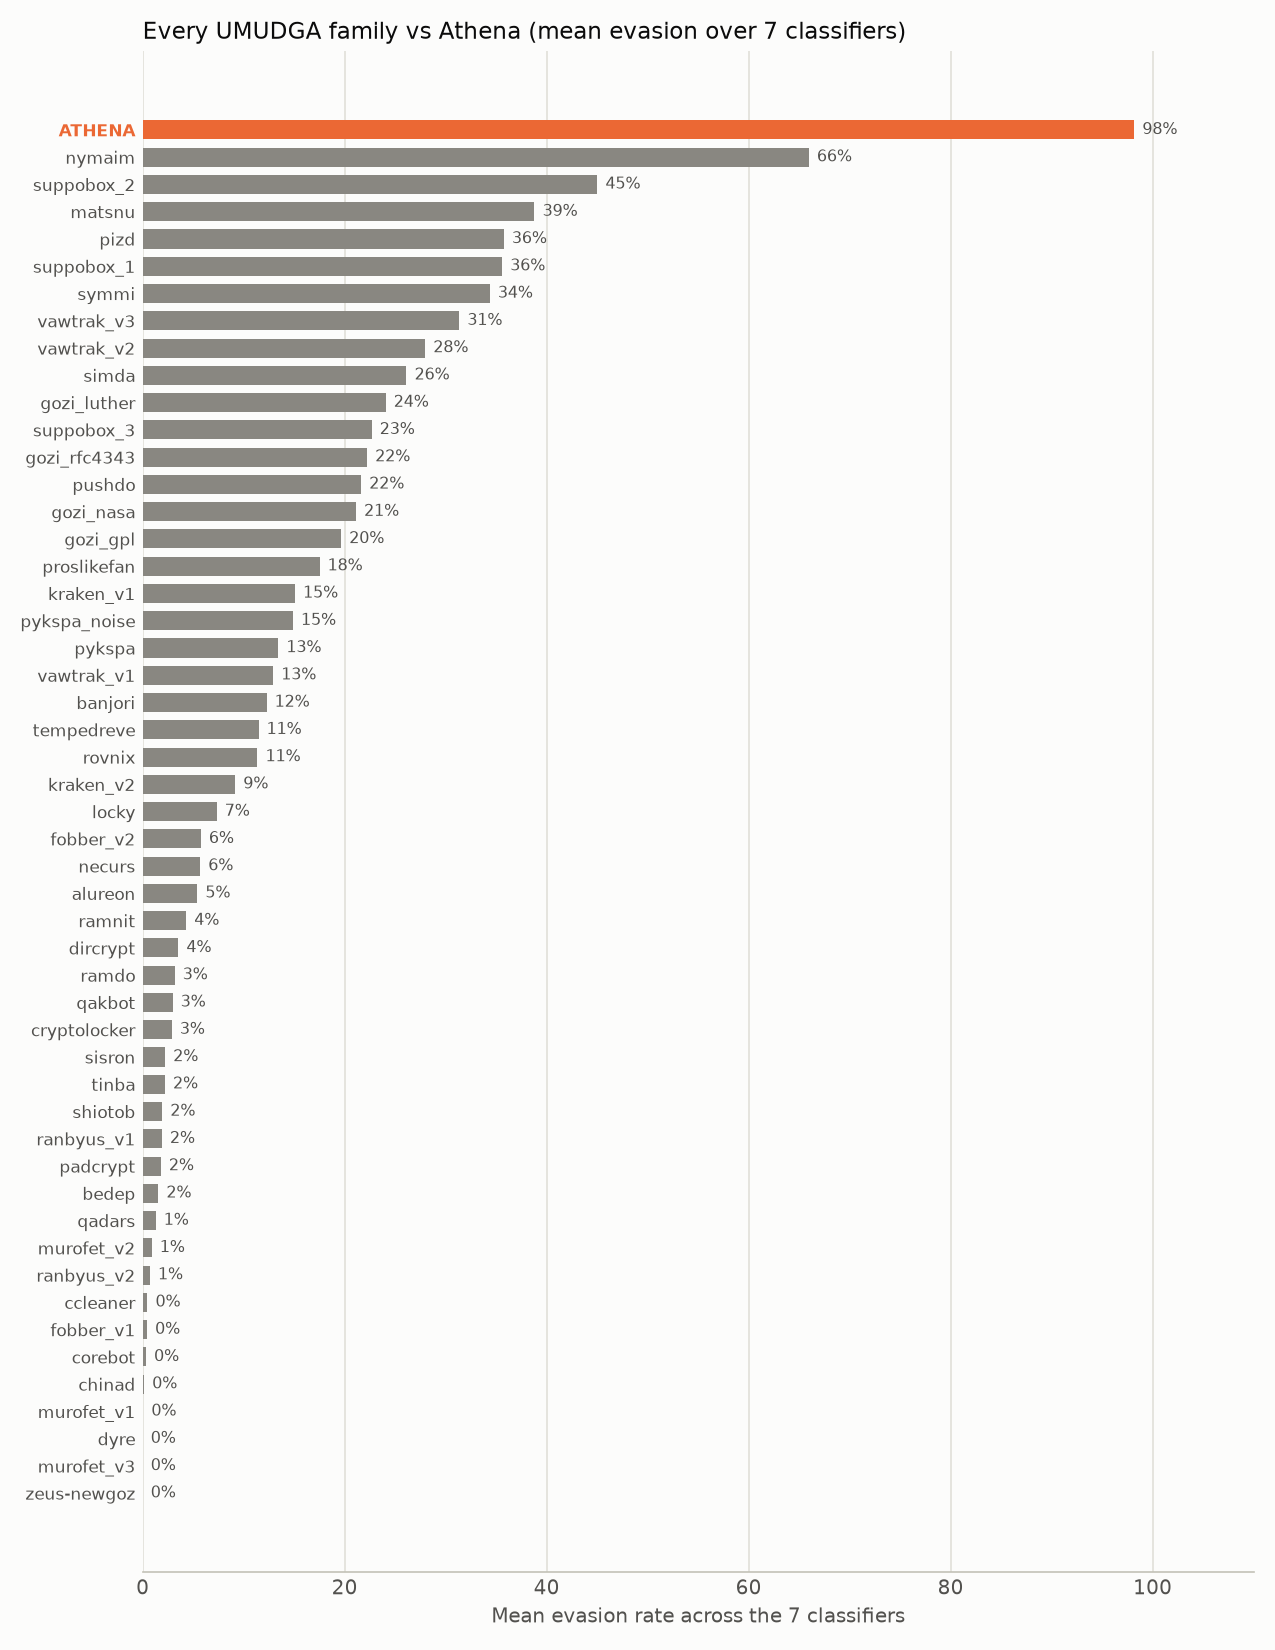 Every UMUDGA family vs Athena (mean evasion over 7 classifiers)
ATHENA 98%
nymaim 66%
suppobox_2 45%
matsnu 39%
pizd 36%
suppobox_1 36%
symmi 34%
vawtrak_v3 31%
vawtrak_v2 28%
simda 26%
gozi_luther 24%
suppobox_3 23%
gozi_rfc4343 22%
pushdo 22%
gozi_nasa 21%
gozi_gpl 20%
proslikefan 18%
kraken_v1 15%
pykspa_noise 15%
pykspa 13%
vawtrak_v1 13%
banjori 12%
tempedreve 11%
rovnix 11%
kraken_v2 9%
locky 7%
fobber_v2 6%
necurs 6%
alureon 5%
ramnit 4%
dircrypt 4%
ramdo 3%
qakbot 3%
cryptolocker 3%
sisron 2%
tinba 2%
shiotob 2%
ranbyus_v1 2%
padcrypt 2%
bedep 2%
qadars 1%
murofet_v2 1%
ranbyus_v2 1%
ccleaner 0%
fobber_v1 0%
corebot 0%
chinad 0%
murofet_v1 0%
dyre 0%
murofet_v3 0%
zeus-newgoz 0%
0 20 40 60 80 100
Mean evasion rate across the 7 classifiers